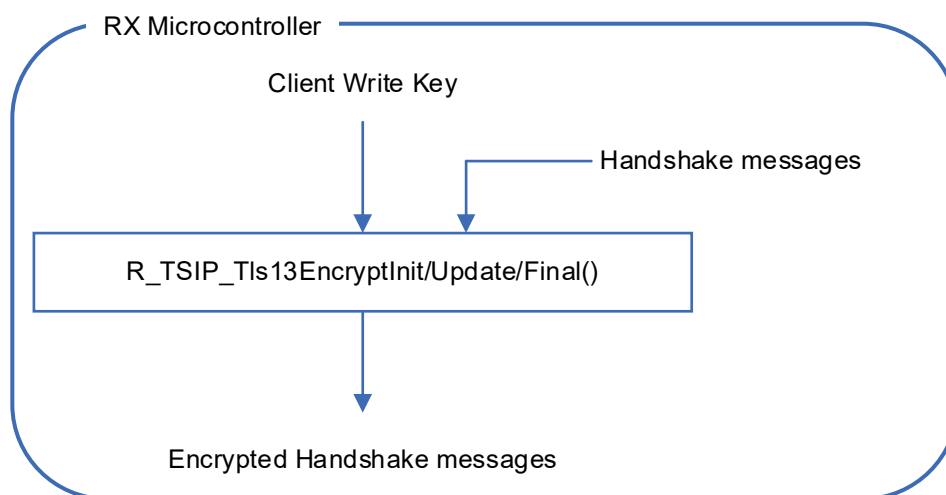 RX Microcontroller
Client Write Key
Handshake messages
R_TSIP_Tls13EncryptInit/Update/Final()
Encrypted Handshake messages